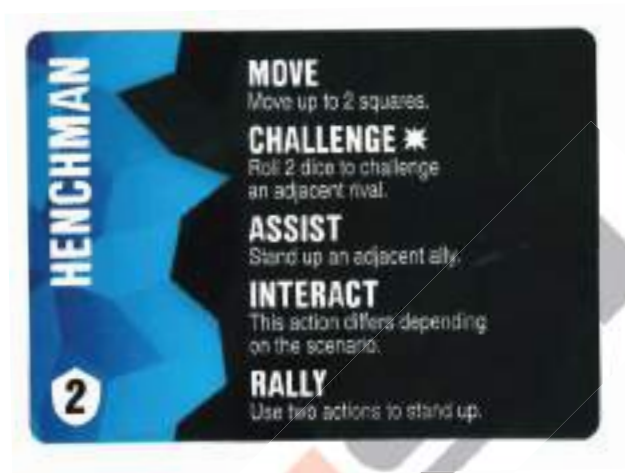 HENCHMAN
MOVE
Move up to 2 squares.
CHALLENGE
Roll 2 dice to challenge
an adjacent rival.
ASSIST
Stand up an adjacent ally.
INTERACT
This action differs depending
on the scenario.
RALLY
Use two actions to stand up.
2